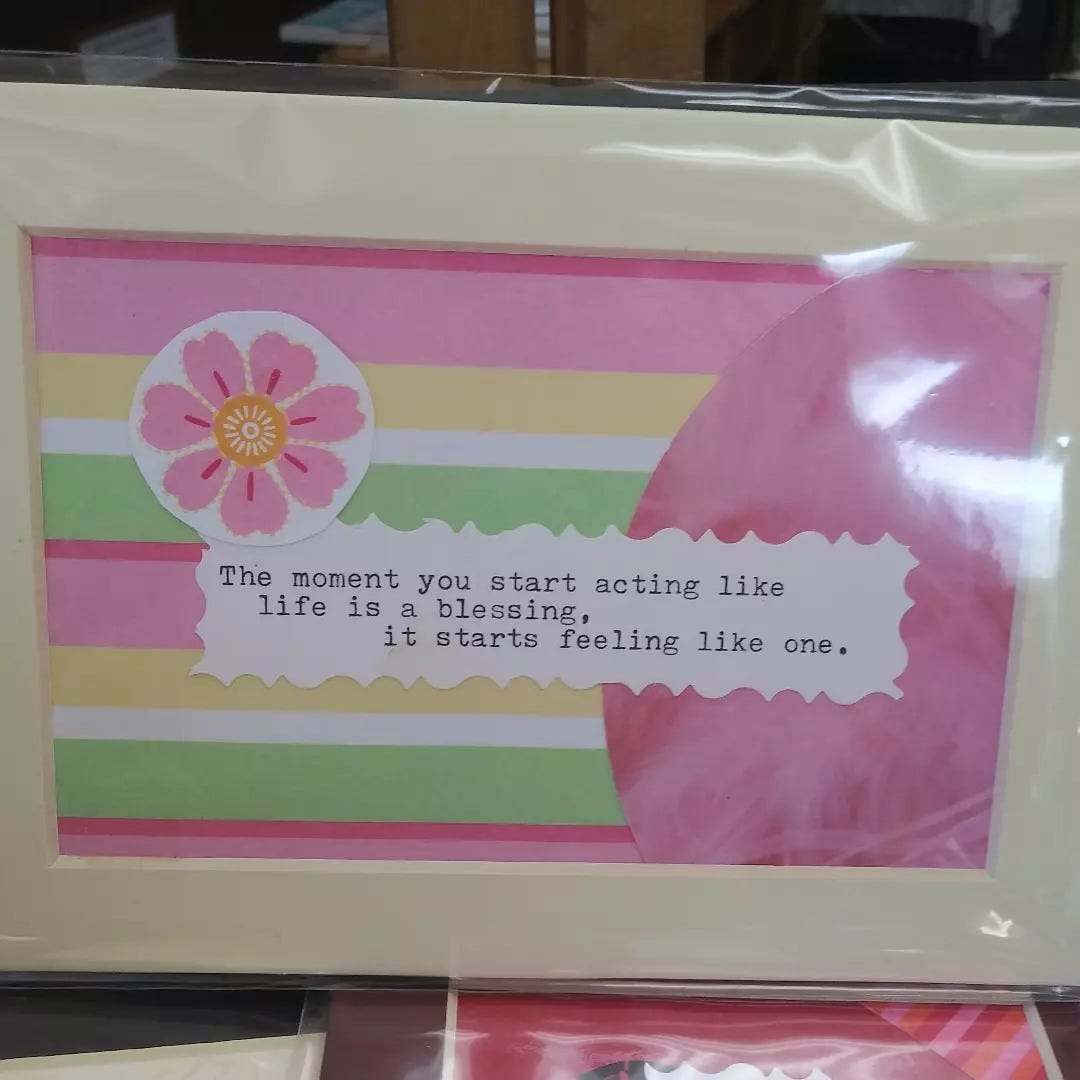 The moment you start acting like
life is a blessing,
it starts feeling like one.